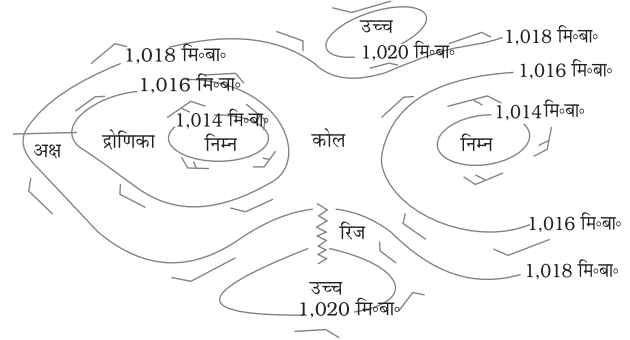 उच्च
1,020 मि॰बा॰
1,018 मि॰बा॰
1,018 मि॰बा॰
1,016 मि॰बा॰
1,016 मि॰बा॰
1,014 मि॰बा॰
1,014 मि॰बा॰
अक्ष
द्रोणिका
निम्न
कोल
निम्न
1,016 मि॰बा॰
रिज
1,018 मि॰बा॰
उच्च
1,020 मि॰बा॰